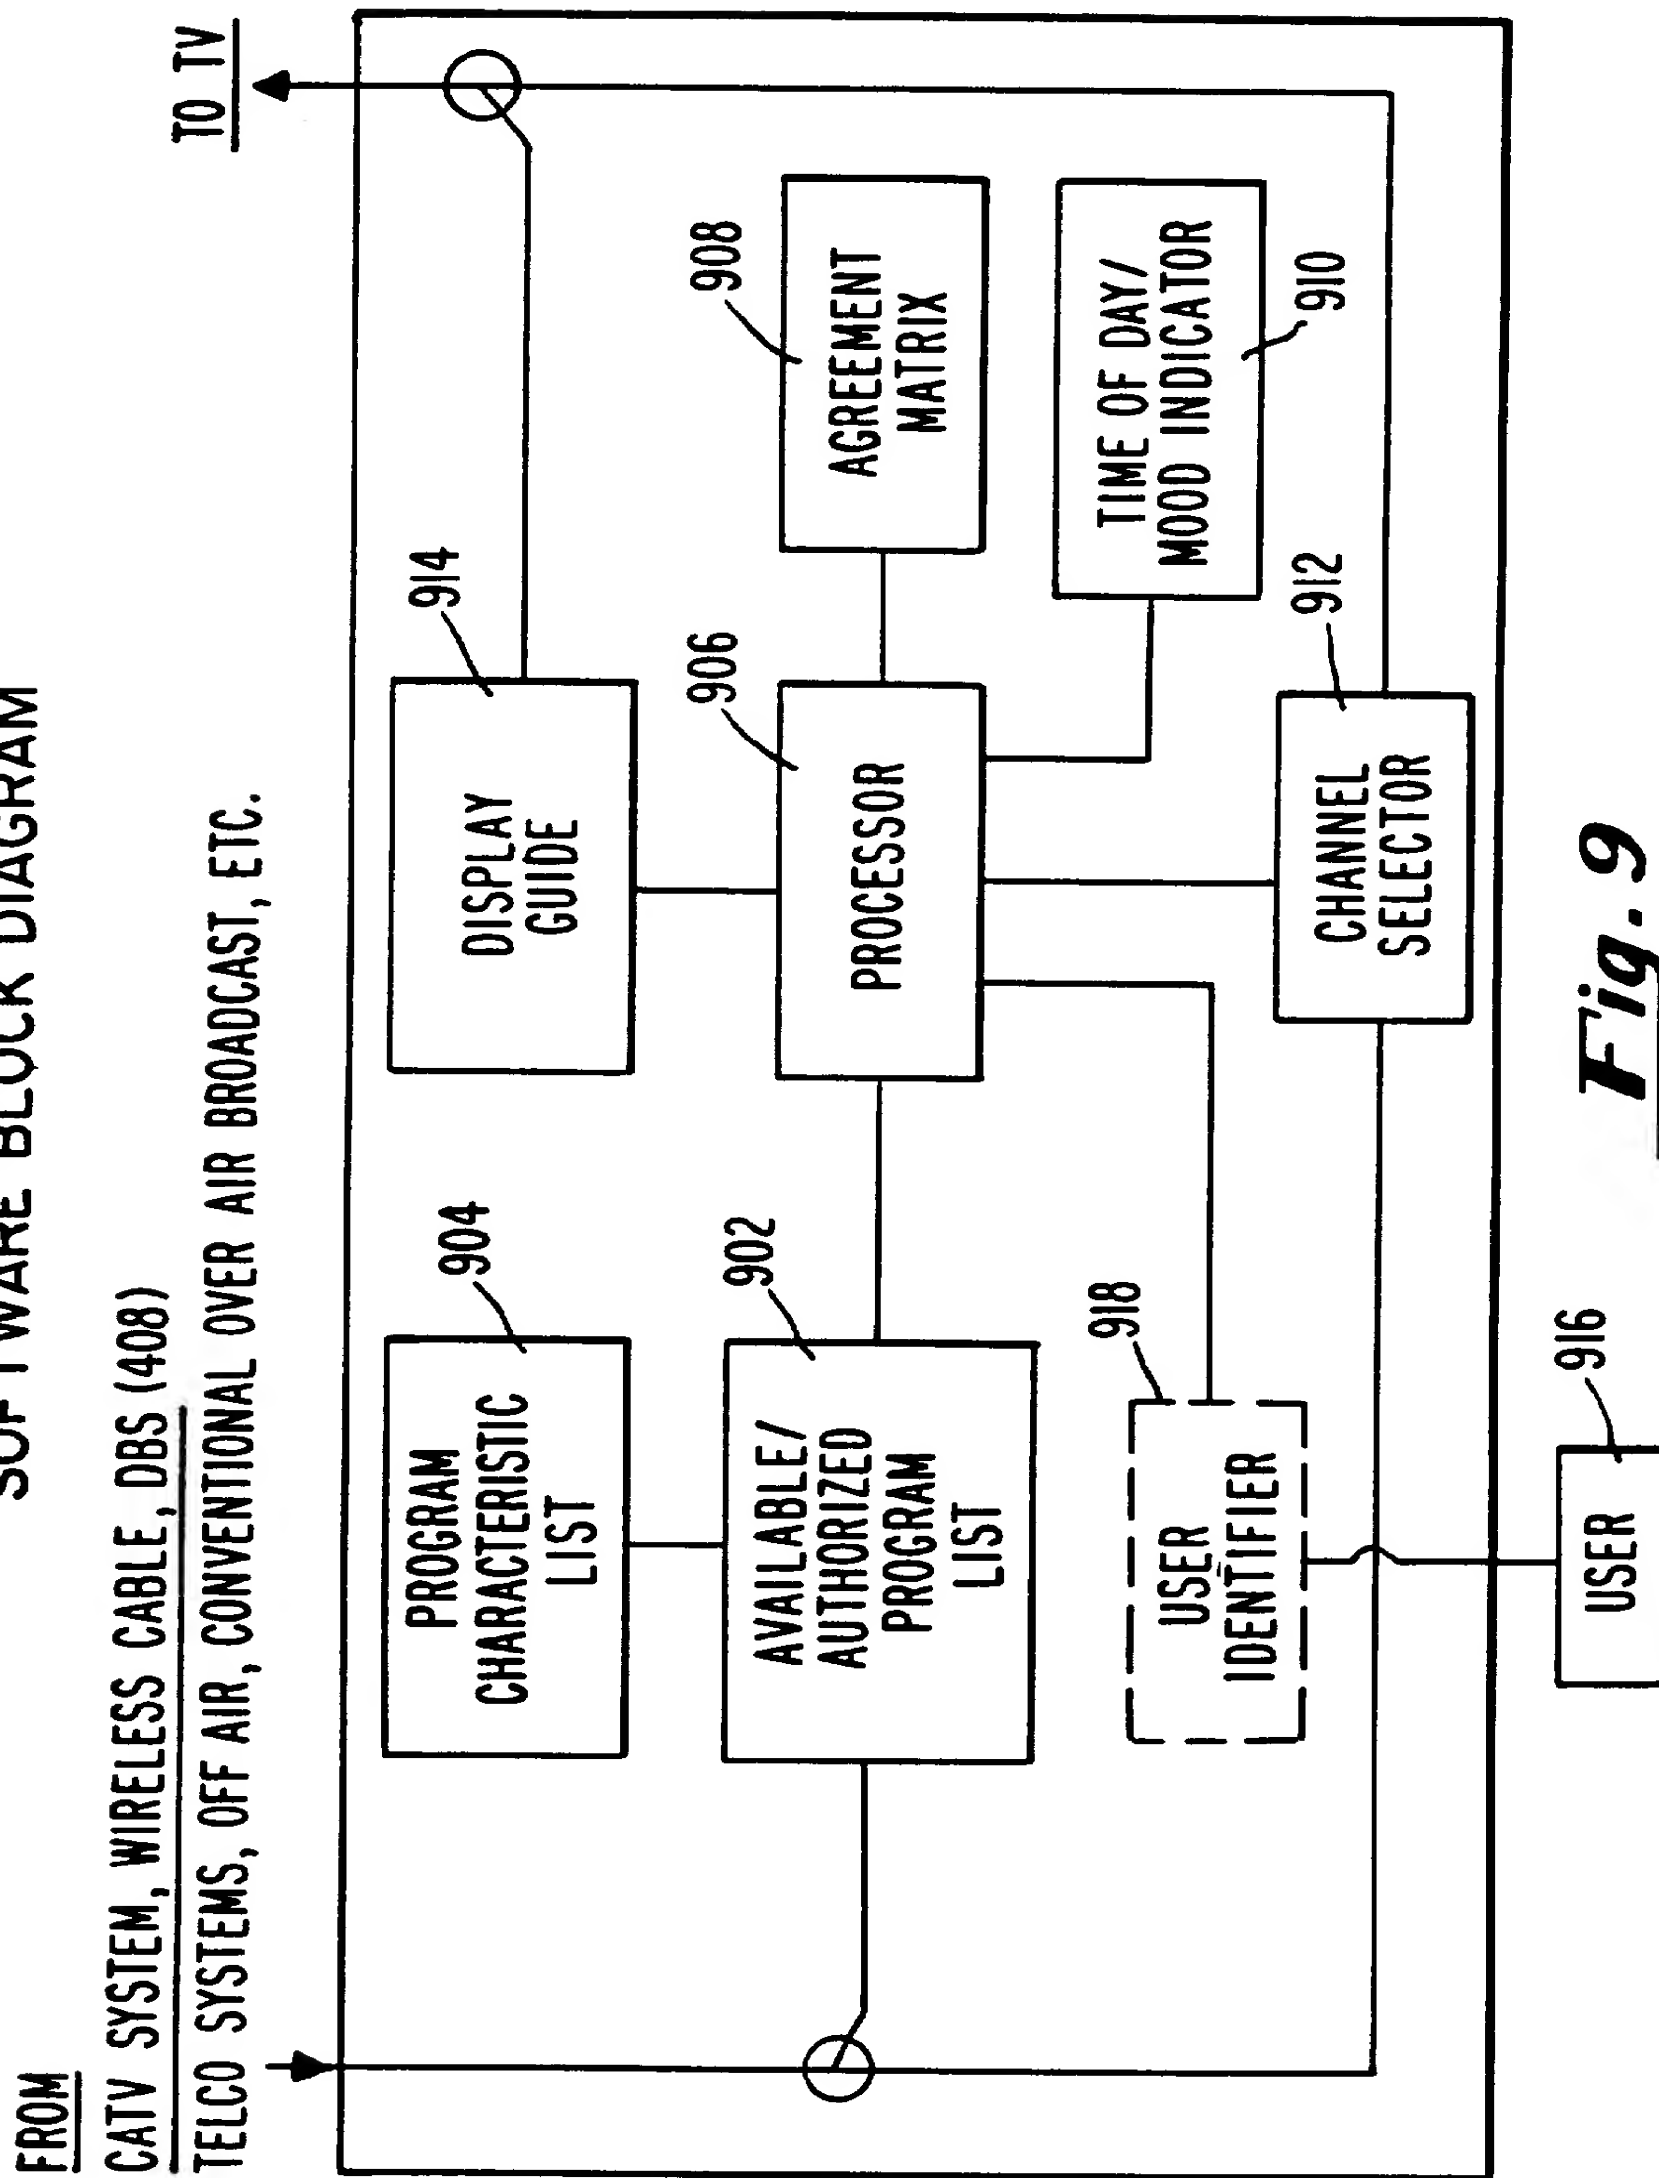 SOFTWARE BLOCK DIAGRAM
FROM
CATV SYSTEM, WIRELESS CABLE, DBS (408)
TELCO SYSTEMS, OFF AIR, CONVENTIONAL OVER AIR BROADCAST, ETC.
TO TV
904
PROGRAM
CHARACTERISTIC
LIST
914
DISPLAY
GUIDE
902
AVAILABLE/
AUTHORIZED
PROGRAM
LIST
906
PROCESSOR
908
AGREEMENT
MATRIX
918
USER
IDENTIFIER
910
TIME OF DAY/
MOOD INDICATOR
912
CHANNEL
SELECTOR
916
USER
Fig. 9